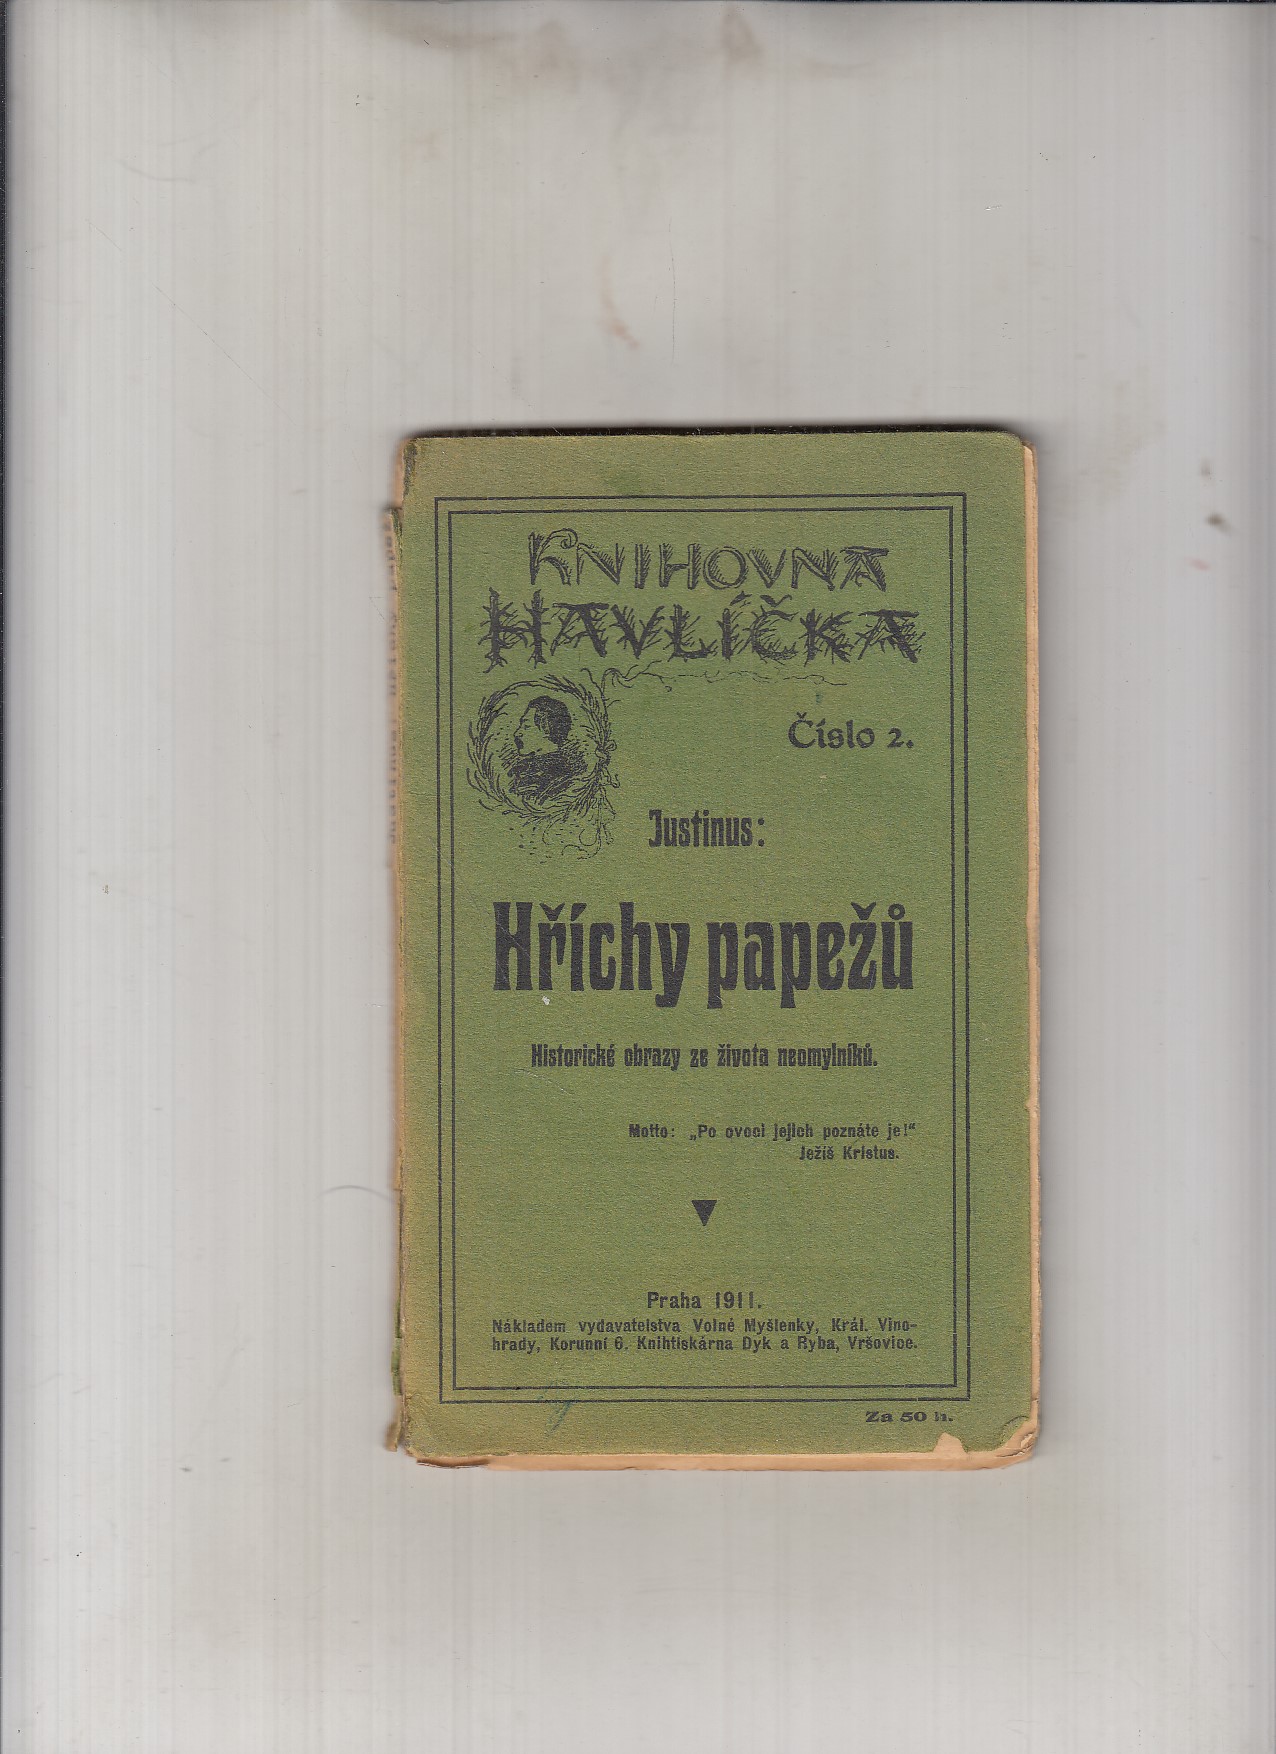 KNIHOVNA
HAVLÍČKA
Číslo 2.
Justinus:
Hříchy papežů
Historické obrazy ze života neomylníků.
Motto: „Po ovoci jejich poznáte je!“
Ježíš Kristus.
Praha 1911.
Nákladem vydavatelstva Volné Myšlenky, Král. Vino-
hrady, Korunní 6. Knihtiskárna Dyk a Ryba, Vršovice.
Za 50 h.